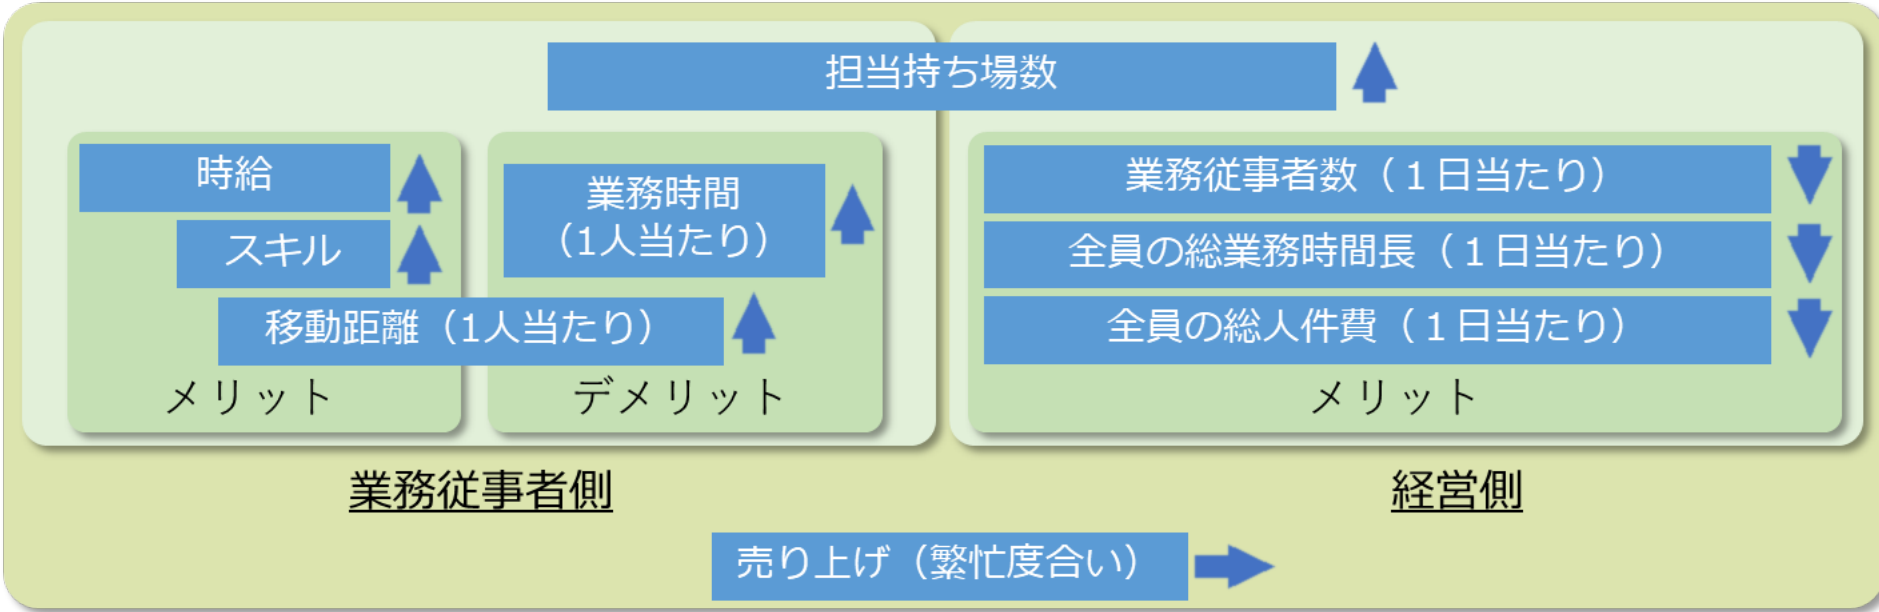 担当持ち場数
時給
スキル
移動距離（1人当たり）
メリット
業務時間
（1人当たり）
デメリット
業務従事者数（１日当たり）
全員の総業務時間長（１日当たり）
全員の総人件費（１日当たり）
メリット
業務従事者側
経営側
売り上げ（繁忙度合い）